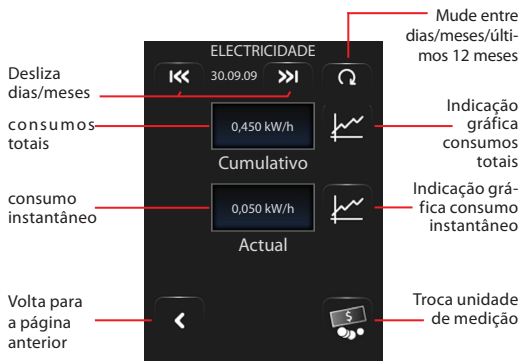 Mude entre
dias/meses/últi-
mos 12 meses
ELECTRICIDADE
30.09.09
Desliza
dias/meses
consumos
totais
0,450 kW/h
Cumulativo
Indicação
gráfica
consumos
totais
consumo
instantâneo
0,050 kW/h
Actual
Indicação grá-
fica consumo
instantâneo
Volta para
a página
anterior
$
Troca unidade
de medição